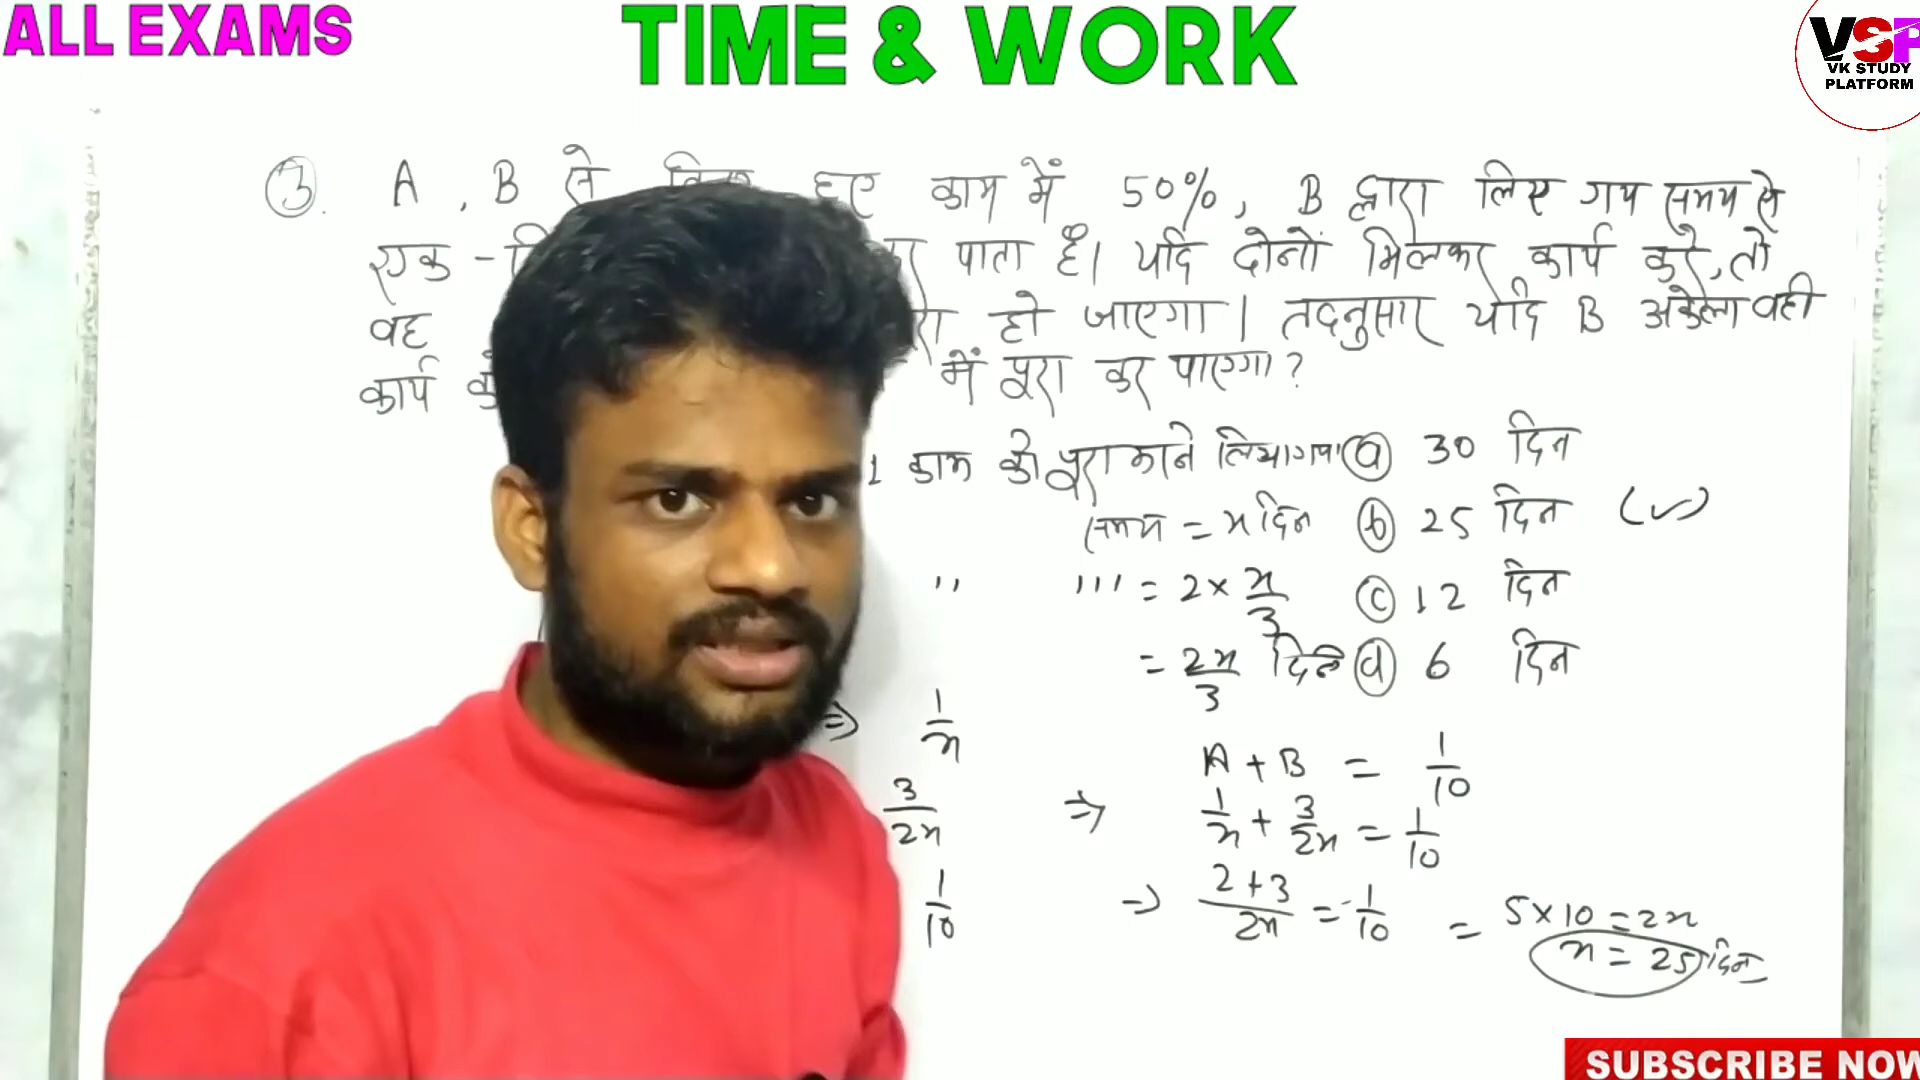 ALL EXAMS
TIME & WORK
VSP
VK STUDY
PLATFORM
3. A, B से हुए काम में 50%, B द्वारा लिए गय समय से
एक - पाता है। यदि दोनों मिलकर कार्य करे, तो
वह हो जाएगा। तदनुसार यदि B अकेला वही
कार्य में पूरा कर पाएगा?
1 काम को पूरा करने लिया गया (a) 30 दिन
समय = x दिन (b) 25 दिन (✓)
'' ''' = 2 × x/3 (c) 12 दिन
= 2x/3 दिन (d) 6 दिन
⇒ 1/x
A + B = 1/10
3/2x ⇒ 1/x + 3/2x = 1/10
1/10 ⇒ 2+3/2x = 1/10 = 5×10 = 2x
x = 25 दिन
SUBSCRIBE NOW